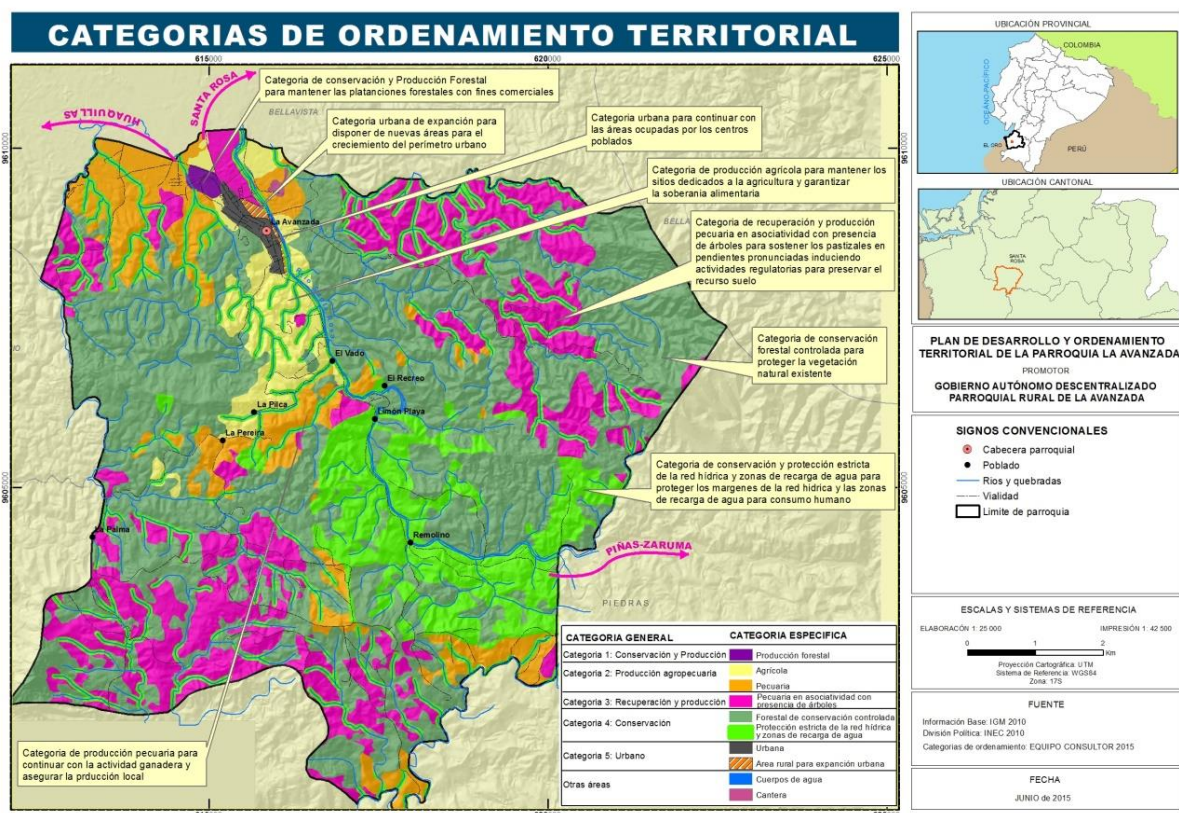 CATEGORIAS DE ORDENAMIENTO TERRITORIAL
615000
620000
625000
9610000
9610000
9605000
9605000
HUAQUILLAS
SANTA ROSA
BELLAVISTA
Categoria de conservación y Producción Forestal
para mantener las platanciones forestales con fines comerciales
Categoria urbana de expansión para
disponer de nuevas áreas para el
creciemiento del perímetro urbano
Categoria urbana para continuar con
las áreas ocupadas por los centros
poblados
Categoria de producción agrícola para mantener los
sitios dedicados a la agricultura y garantizar
la soberania alimentaria
Categoria de recuperación y producción
pecuaria en asociatividad con presencia
de árboles para sostener los pastizales en
pendientes pronunciadas induciendo
actividades regulatorias para preservar el
recurso suelo
Categoria de conservación
forestal controlada para
proteger la vegetación
natural existente
Categoria de conservación y protección estricta
de la red hídrica y zonas de recarga de agua para
proteger los margenes de la red hídrica y las zonas
de recarga de agua para consumo humano
La Avanzada
El Vado
El Recreo
La Pilca
Limón Playa
La Pereira
La Palma
Remolino
PIÑAS-ZARUMA
PIEDRAS
Categoria de producción pecuaria para
continuar con la actividad ganadera y
asegurar la prducción local
CATEGORIA GENERAL
CATEGORIA ESPECIFICA
Categoria 1: Conservación y Producción
Producción forestal
Categoria 2: Producción agropecuaria
Agrícola
Pecuaria
Categoria 3: Recuperación y producción
Pecuaria en asociatividad con
presencia de árboles
Categoria 4: Conservación
Forestal de conservación controlada
Protección estricta de la red hídrica
y zonas de recarga de agua
Categoria 5: Urbano
Urbana
Area rural para expansión urbana
Otras áreas
Cuerpos de agua
Cantera
UBICACIÓN PROVINCIAL
COLOMBIA
OCÉANO PACÍFICO
EL ORO
PERÚ
UBICACIÓN CANTONAL
SANTA
ROSA
PLAN DE DESARROLLO Y ORDENAMIENTO
TERRITORIAL DE LA PARROQUIA LA AVANZADA
PROMOTOR
GOBIERNO AUTÓNOMO DESCENTRALIZADO
PARROQUIAL RURAL DE LA AVANZADA
SIGNOS CONVENCIONALES
Cabecera parroquial
Poblado
Rios y quebradas
Vialidad
Limite de parroquia
ESCALAS Y SISTEMAS DE REFERENCIA
ELABORACÓN 1: 25 000
IMPRESIÓN 1: 42 500
0 1 2
Km
Proyección Cartográfica: UTM
Sistema de Referencia: WGS84
Zona: 17S
FUENTE
Información Base: IGM 2010
División Política: INEC 2010
Categorias de ordenamiento: EQUIPO CONSULTOR 2015
FECHA
JUNIO de 2015